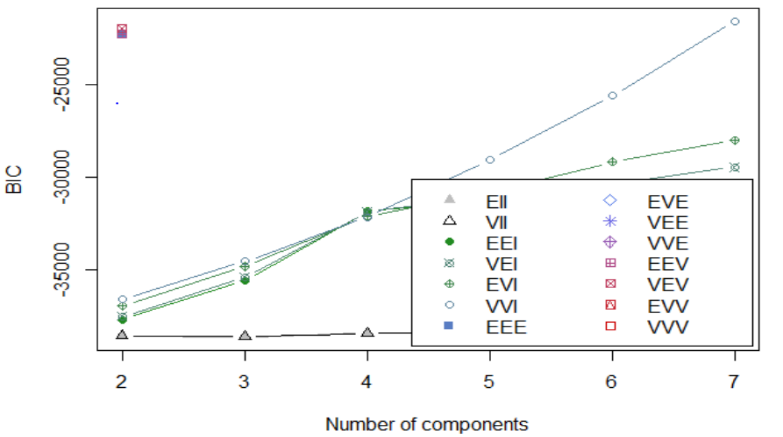 -25000
-30000
-35000
BIC
EII EVE
VII VEE
EEI VVE
VEI EEV
EVI VEV
VVI EVV
EEE VVV
2 3 4 5 6 7
Number of components